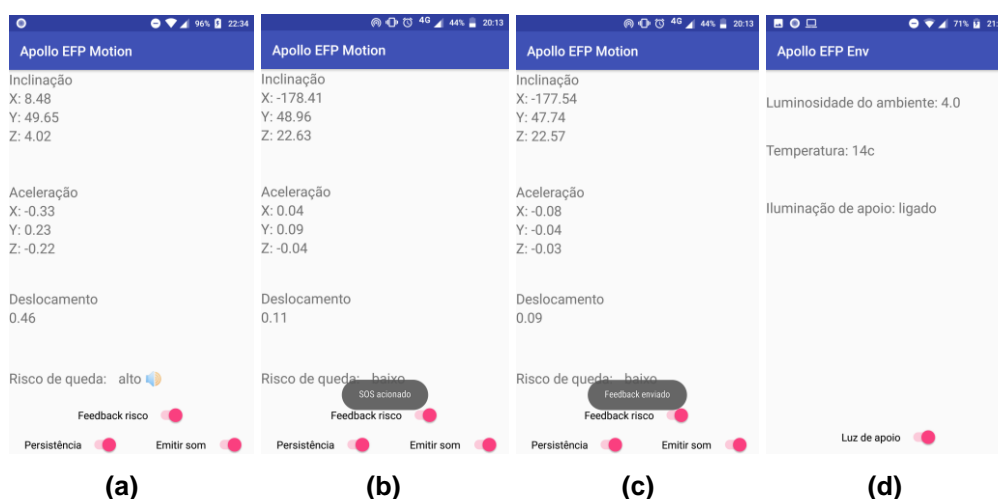 96% 22:34
Apollo EFP Motion
Inclinação
X: 8.48
Y: 49.65
Z: 4.02
Aceleração
X: -0.33
Y: 0.23
Z: -0.22
Deslocamento
0.46
Risco de queda: alto
Feedback risco
Persistência Emitir som
(a)
4G 44% 20:13
Apollo EFP Motion
Inclinação
X: -178.41
Y: 48.96
Z: 22.63
Aceleração
X: 0.04
Y: 0.09
Z: -0.04
Deslocamento
0.11
Risco de queda: baixo
SOS acionado
Feedback risco
Persistência Emitir som
(b)
4G 44% 20:13
Apollo EFP Motion
Inclinação
X: -177.54
Y: 47.74
Z: 22.57
Aceleração
X: -0.08
Y: -0.04
Z: -0.03
Deslocamento
0.09
Risco de queda: baixo
Feedback enviado
Feedback risco
Persistência Emitir som
(c)
71% 21:
Apollo EFP Env
Luminosidade do ambiente: 4.0
Temperatura: 14c
Iluminação de apoio: ligado
Luz de apoio
(d)